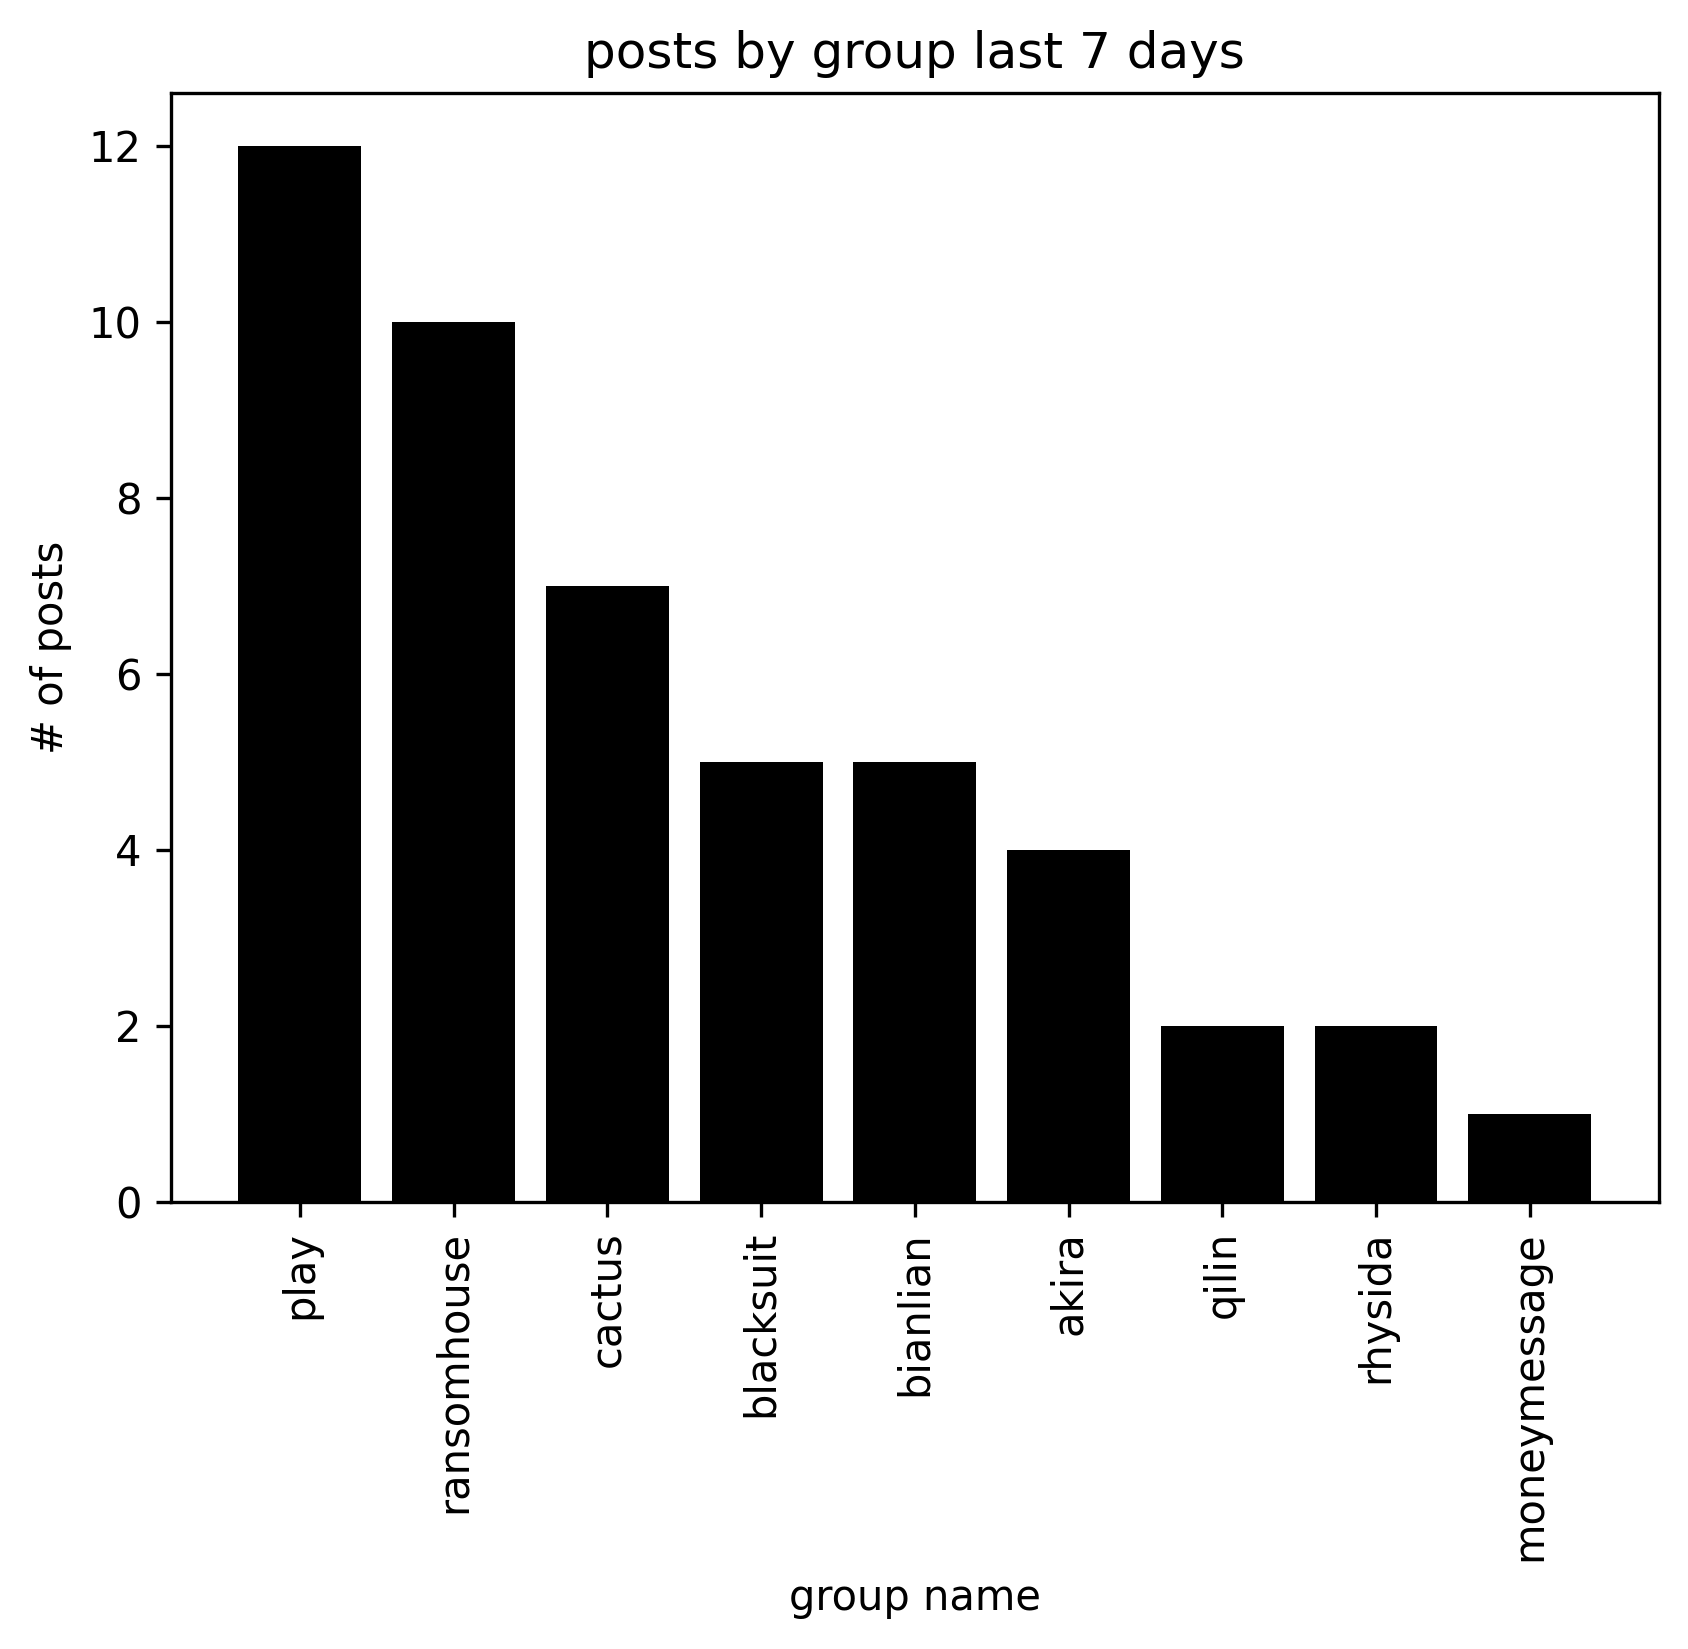 posts by group last 7 days
12
10
8
6
4
2
0
# of posts
play
ransomhouse
cactus
blacksuit
bianlian
akira
qilin
rhysida
moneymessage
group name